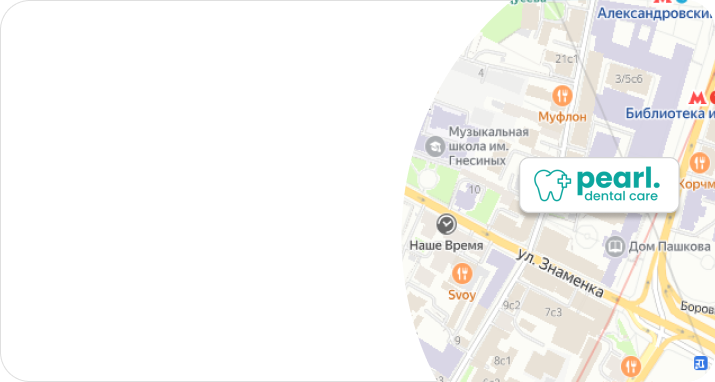 Александровски
21с1
4
3/5с6
Муфлон
Библиотека и
Музыкальная
школа им.
Гнесиных
pearl.
dental care
Корчм
10
Наше Время
Дом Пашкова
ул. Знаменка
Svoy
9с2
7с3
Боров
9
8с1